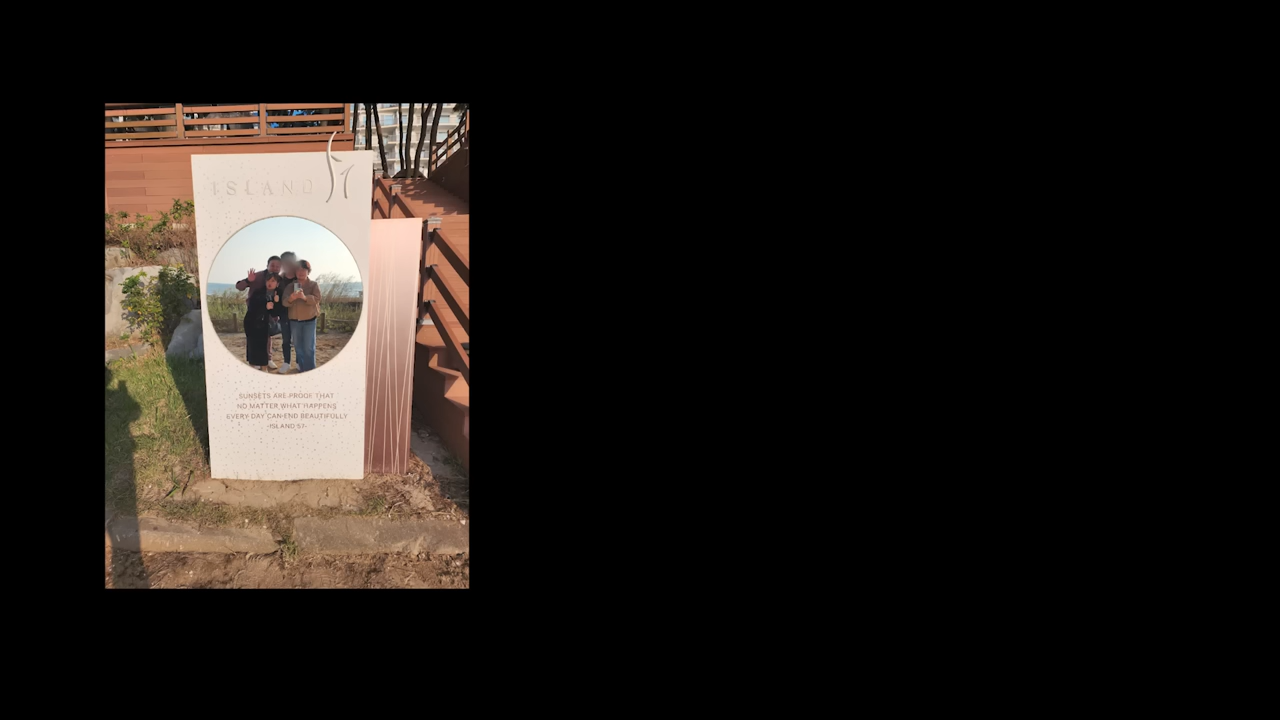 ISLAND 57
SUNSETS ARE PROOF THAT
NO MATTER WHAT HAPPENS
EVERY DAY CAN END BEAUTIFULLY
-ISLAND 57-